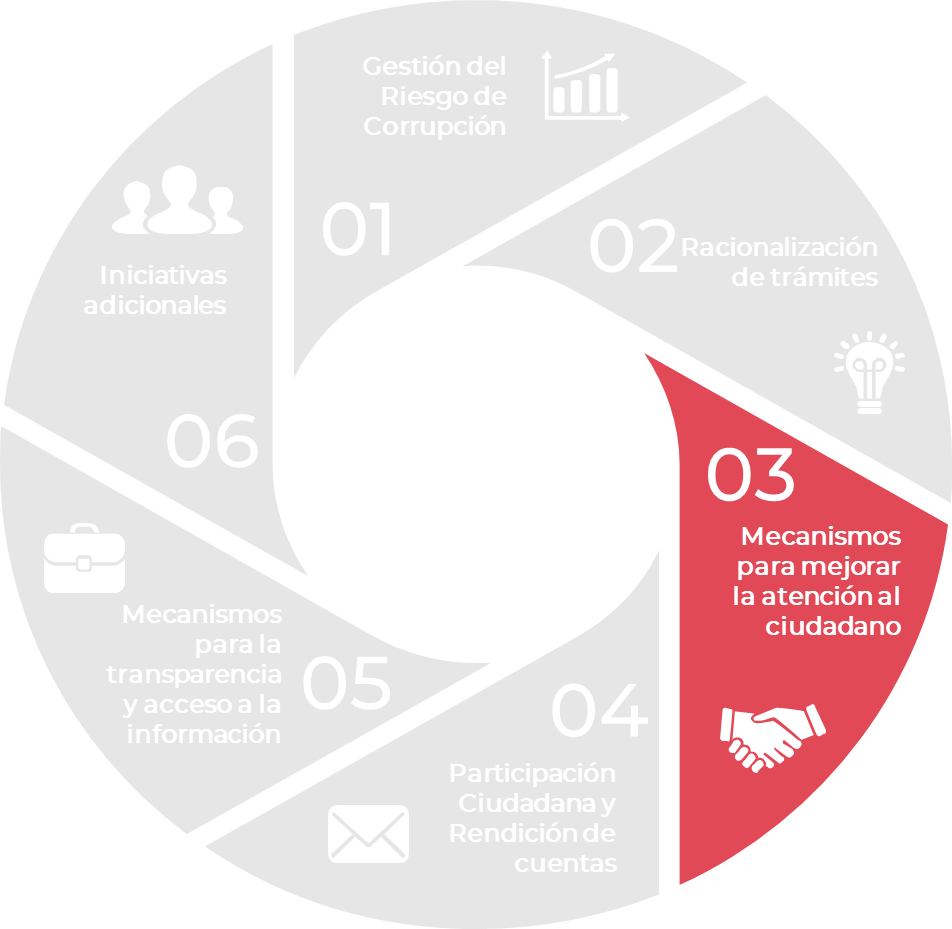 Gestión del
Riesgo de
Corrupción
01
02
Racionalización
de trámites
03
Mecanismos
para mejorar
la atención al
ciudadano
04
Participación
Ciudadana y
Rendición de
cuentas
05
Mecanismos
para la
transparencia
y acceso a la
información
06
Iniciativas
adicionales